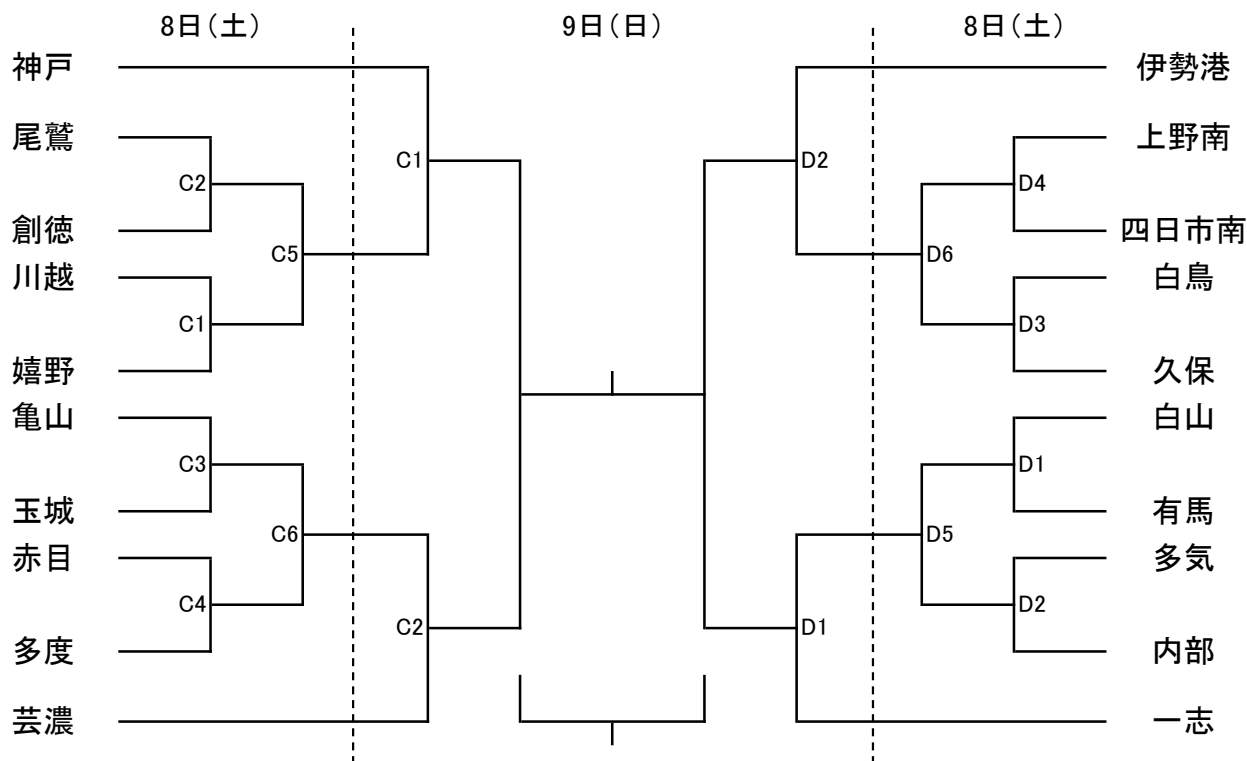 8日(土)
9日(日)
8日(土)
神戸
伊勢港
尾鷲
上野南
C1
D2
C2
D4
創徳
四日市南
C5
D6
川越
白鳥
C1
D3
嬉野
久保
亀山
白山
C3
D1
玉城
有馬
C6
D5
赤目
多気
C4
D2
C2
D1
多度
内部
芸濃
一志